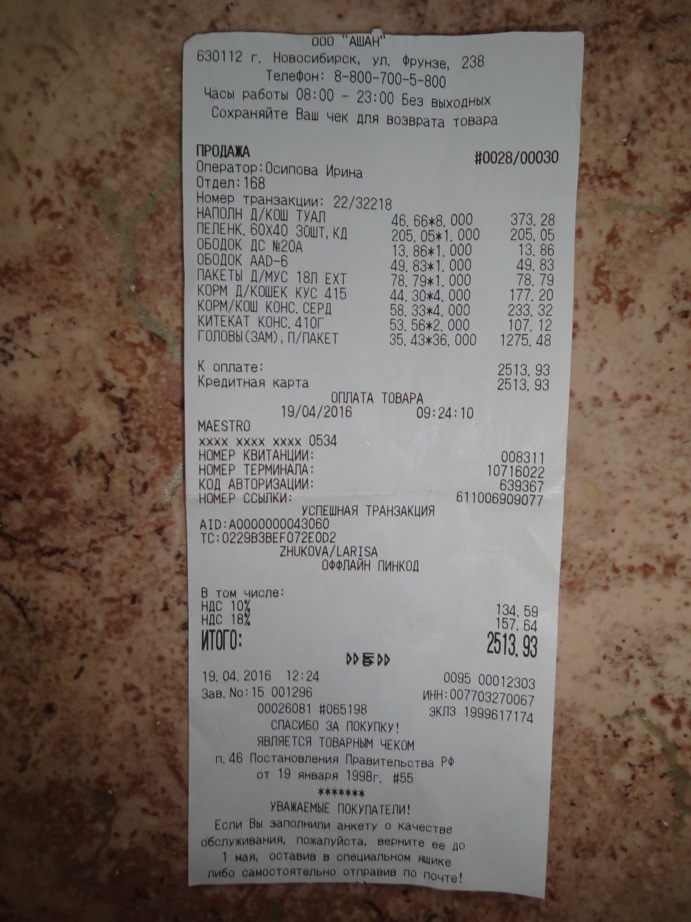 ООО "АШАН"
630112 г. Новосибирск, ул. Фрунзе, 238
Телефон: 8-800-700-5-800
Часы работы 08:00 - 23:00 Без выходных
Сохраняйте Ваш чек для возврата товара
ПРОДАЖА #0028/00030
Оператор:Осипова Ирина
Отдел:168
Номер транзакции: 22/32218
НАПОЛН Д/КОШ ТУАЛ 46.66*8.000 373.28
ПЕЛЕНК.60X40 30ШТ,КД 205.05*1.000 205.05
ОБОДОК ДС №20А 13.86*1.000 13.86
ОБОДОК AAD-6 49.83*1.000 49.83
ПАКЕТЫ Д/МУС 18Л EXT 78.79*1.000 78.79
КОРМ Д/КОШЕК КУС 415 44.30*4.000 177.20
КОРМ/КОШ КОНС.СЕРД 58.33*4.000 233.32
КИТЕКАТ КОНС.410Г 53.56*2.000 107.12
ГОЛОВЫ(ЗАМ),П/ПАКЕТ 35.43*36.000 1275.48
К оплате: 2513.93
Кредитная карта 2513.93
ОПЛАТА ТОВАРА
19/04/2016 09:24:10
MAESTRO
xxxx xxxx xxxx 0534
НОМЕР КВИТАНЦИИ: 008311
НОМЕР ТЕРМИНАЛА: 10716022
КОД АВТОРИЗАЦИИ: 639367
НОМЕР ССЫЛКИ: 611006909077
УСПЕШНАЯ ТРАНЗАКЦИЯ
AID:A0000000043060
TC:0229B3BEF072E0D2
ZHUKOVA/LARISA
ОФФЛАЙН ПИНКОД
В том числе:
НДС 10% 134.59
НДС 18% 157.64
ИТОГО: 2513.93
19.04.2016 12:24 0095 00012303
Зав.No:15 001296 ИНН:007703270067
00026081 #065198 ЭКЛЗ 1999617174
СПАСИБО ЗА ПОКУПКУ!
ЯВЛЯЕТСЯ ТОВАРНЫМ ЧЕКОМ
п.46 Постановления Правительства РФ
от 19 января 1998г. #55
*******
УВАЖАЕМЫЕ ПОКУПАТЕЛИ!
Если Вы заполнили анкету о качестве
обслуживания, пожалуйста, верните ее до
1 мая, оставив в специальном ящике
либо самостоятельно отправив по почте!